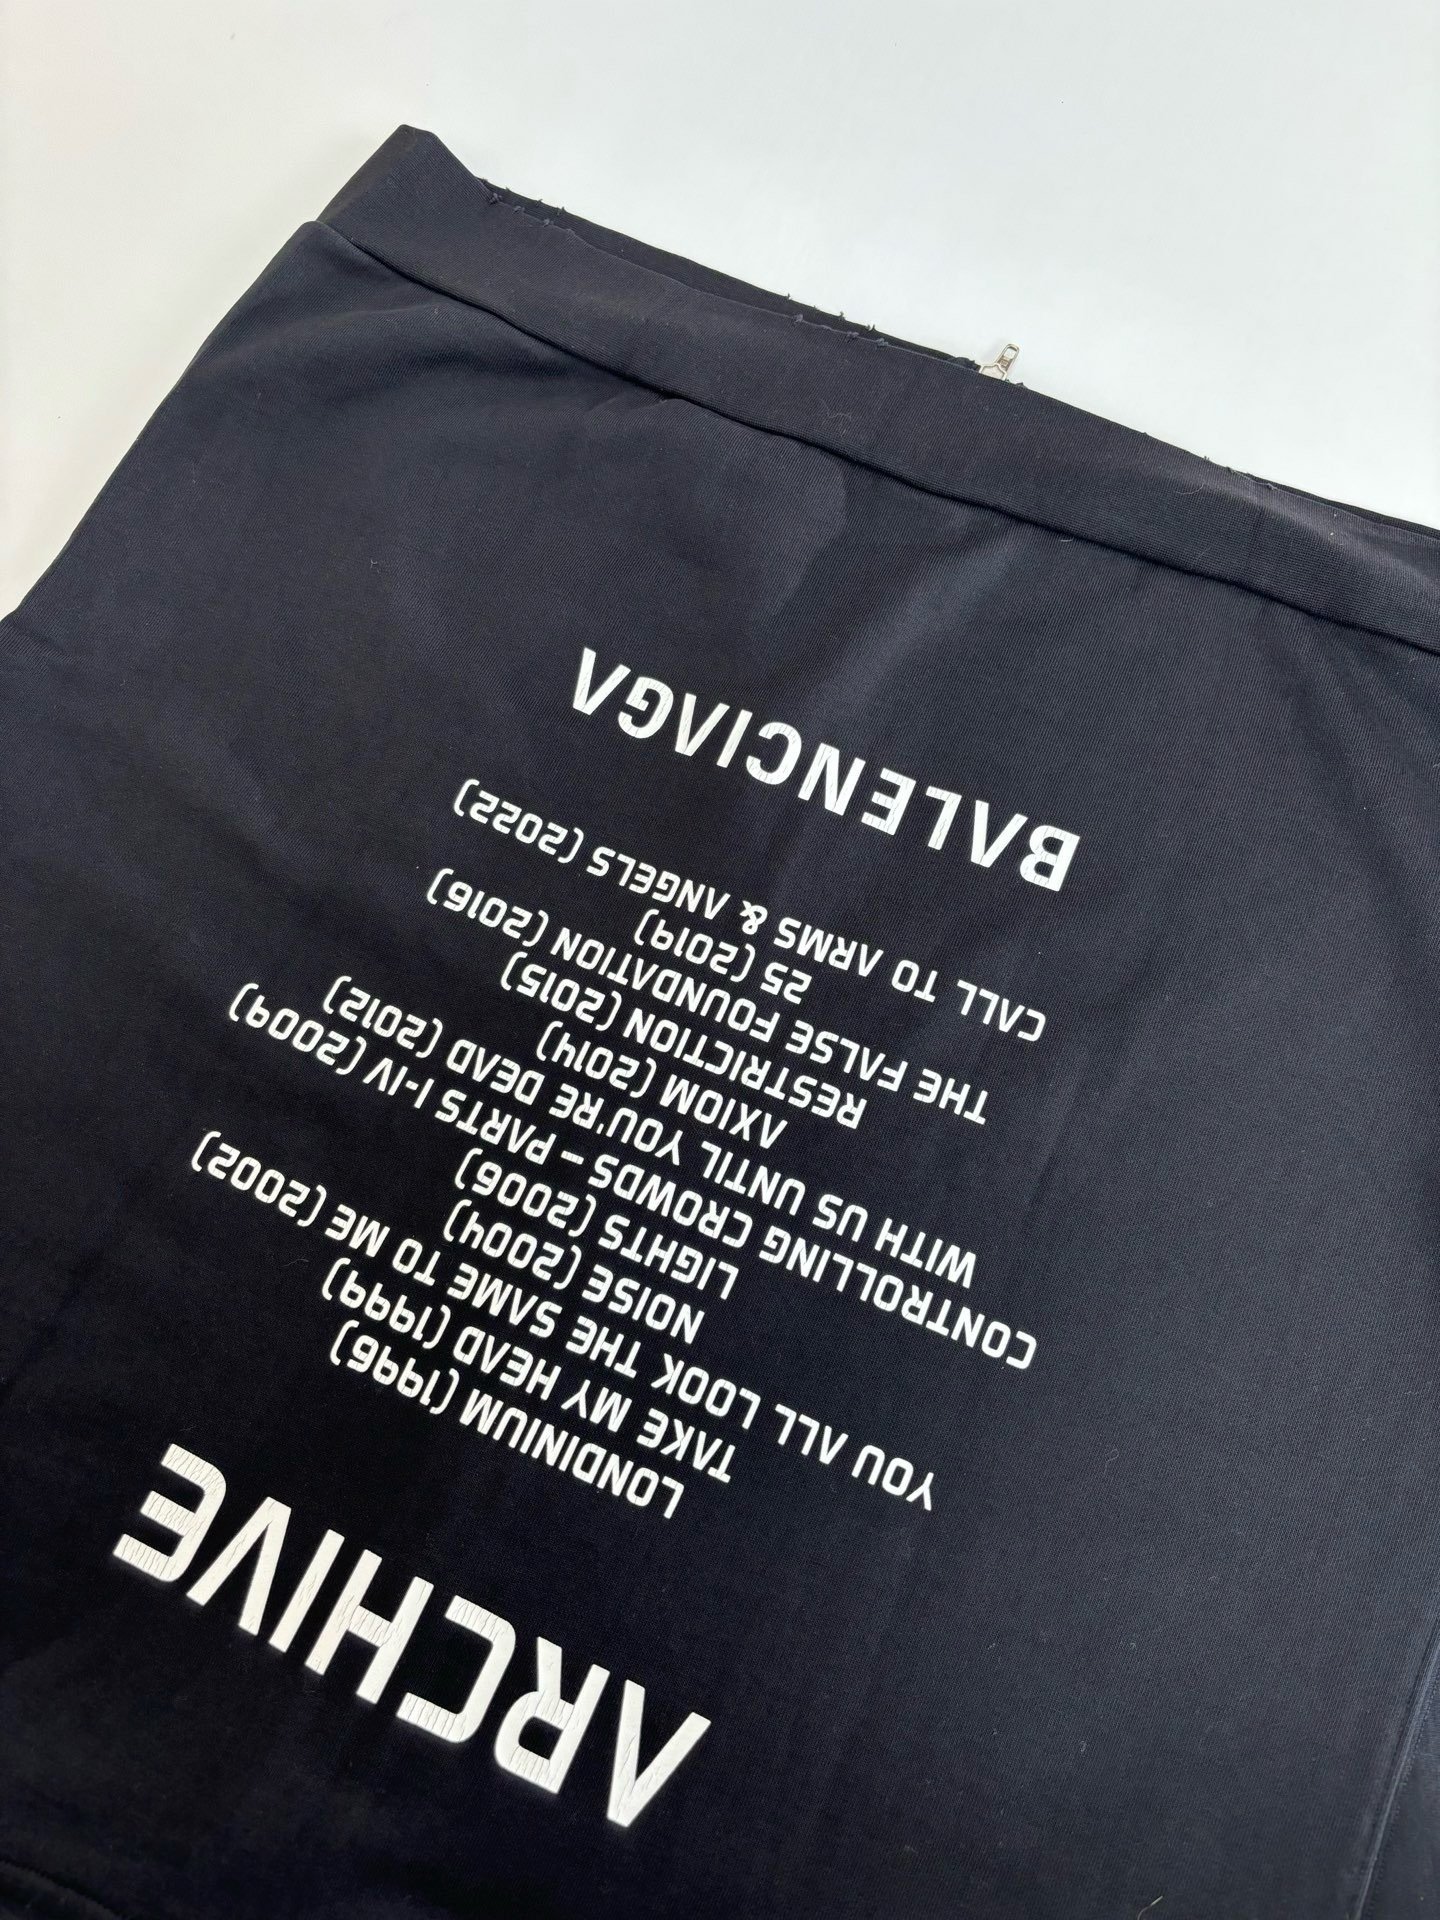 ARCHIVE
LONDINIUM (1996)
TAKE MY HEAD (1999)
YOU ALL LOOK THE SAME TO ME (2002)
NOISE (2004)
LIGHTS (2006)
CONTROLLING CROWDS – PARTS I-IV (2009)
WITH US UNTIL YOU'RE DEAD (2012)
AXIOM (2014)
RESTRICTION (2015)
THE FALSE FOUNDATION (2016)
25 (2019)
CALL TO ARMS & ANGELS (2022)
BALENCIAGA